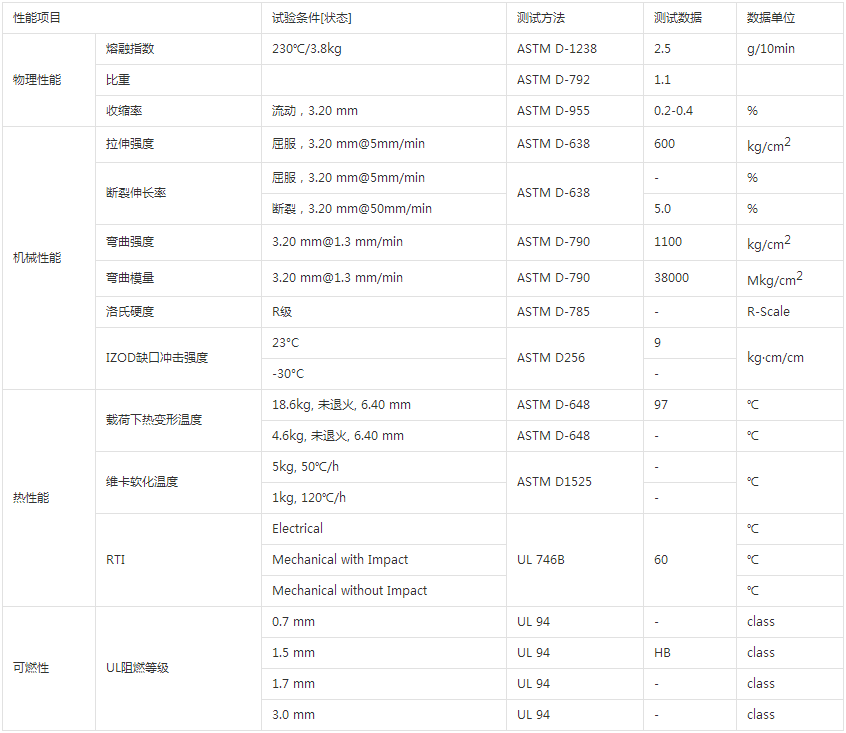 性能项目 试验条件[状态] 测试方法 测试数据 数据单位
物理性能 熔融指数 230℃/3.8kg ASTM D-1238 2.5 g/10min
比重 ASTM D-792 1.1
收缩率 流动，3.20 mm ASTM D-955 0.2-0.4 %
机械性能 拉伸强度 屈服，3.20 mm@5mm/min ASTM D-638 600 kg/cm2
断裂伸长率 屈服，3.20 mm@5mm/min ASTM D-638 - %
断裂，3.20 mm@50mm/min 5.0 %
弯曲强度 3.20 mm@1.3 mm/min ASTM D-790 1100 kg/cm2
弯曲模量 3.20 mm@1.3 mm/min ASTM D-790 38000 Mkg/cm2
洛氏硬度 R级 ASTM D-785 - R-Scale
IZOD缺口冲击强度 23°C ASTM D256 9 kg·cm/cm
-30°C -
热性能 载荷下热变形温度 18.6kg, 未退火, 6.40 mm ASTM D-648 97 ℃
4.6kg, 未退火, 6.40 mm ASTM D-648 - ℃
维卡软化温度 5kg, 50℃/h ASTM D1525 - ℃
1kg, 120℃/h -
RTI Electrical UL 746B 60 ℃
Mechanical with Impact ℃
Mechanical without Impact ℃
可燃性 UL阻燃等级 0.7 mm UL 94 - class
1.5 mm UL 94 HB class
1.7 mm UL 94 - class
3.0 mm UL 94 - class